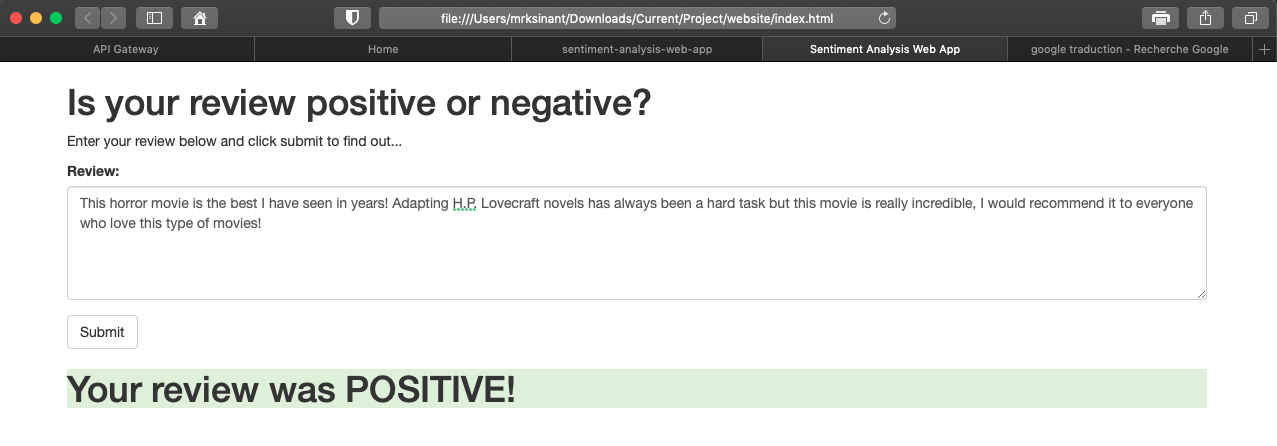 file:///Users/mrksinant/Downloads/Current/Project/website/index.html
API Gateway
Home
sentiment-analysis-web-app
Sentiment Analysis Web App
google traduction - Recherche Google
Is your review positive or negative?
Enter your review below and click submit to find out...
Review:
This horror movie is the best I have seen in years! Adapting H.P. Lovecraft novels has always been a hard task but this movie is really incredible, I would recommend it to everyone
who love this type of movies!
Submit
Your review was POSITIVE!